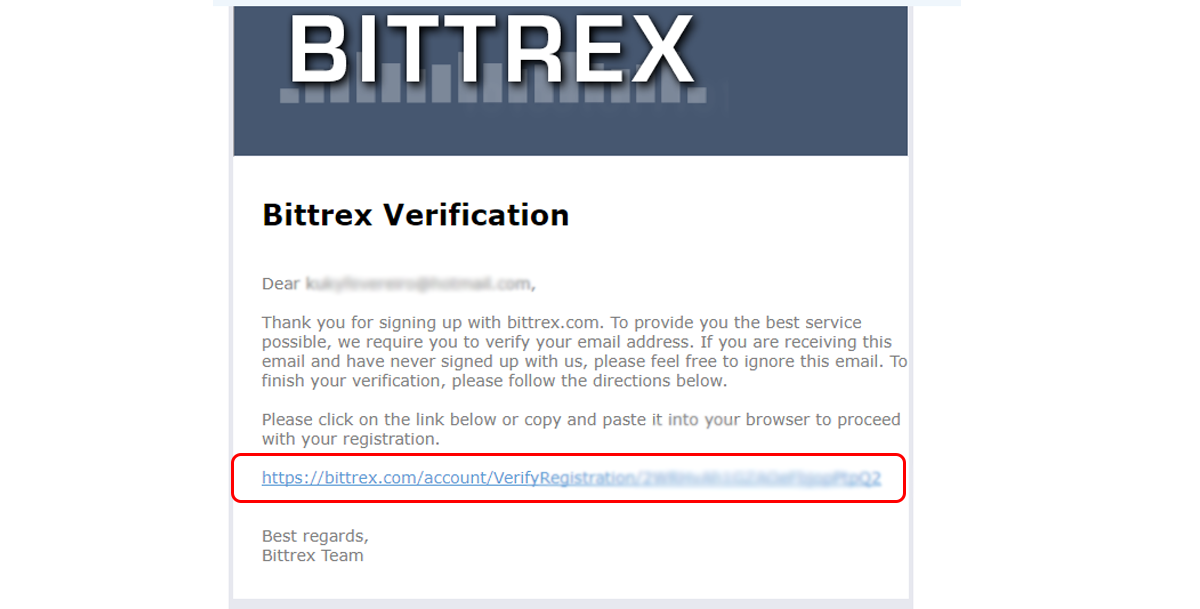 BITTREX
Bittrex Verification
Dear
Thank you for signing up with bittrex.com. To provide you the best service
possible, we require you to verify your email address. If you are receiving this
email and have never signed up with us, please feel free to ignore this email. To
finish your verification, please follow the directions below.
Please click on the link below or copy and paste it into your browser to proceed
with your registration.
https://bittrex.com/account/VerifyRegistration/
Best regards,
Bittrex Team